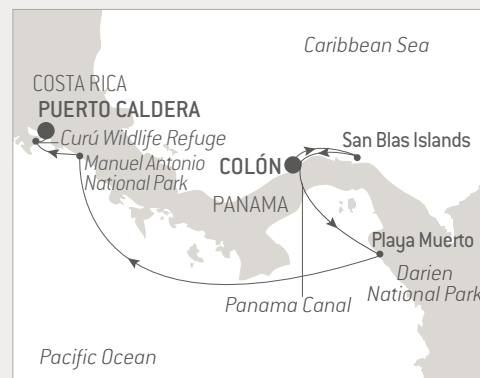 Caribbean Sea
COSTA RICA
PUERTO CALDERA
Curú Wildlife Refuge
San Blas Islands
Manuel Antonio
National Park
COLÓN
PANAMA
Playa Muerto
Darien
National Park
Panama Canal
Pacific Ocean